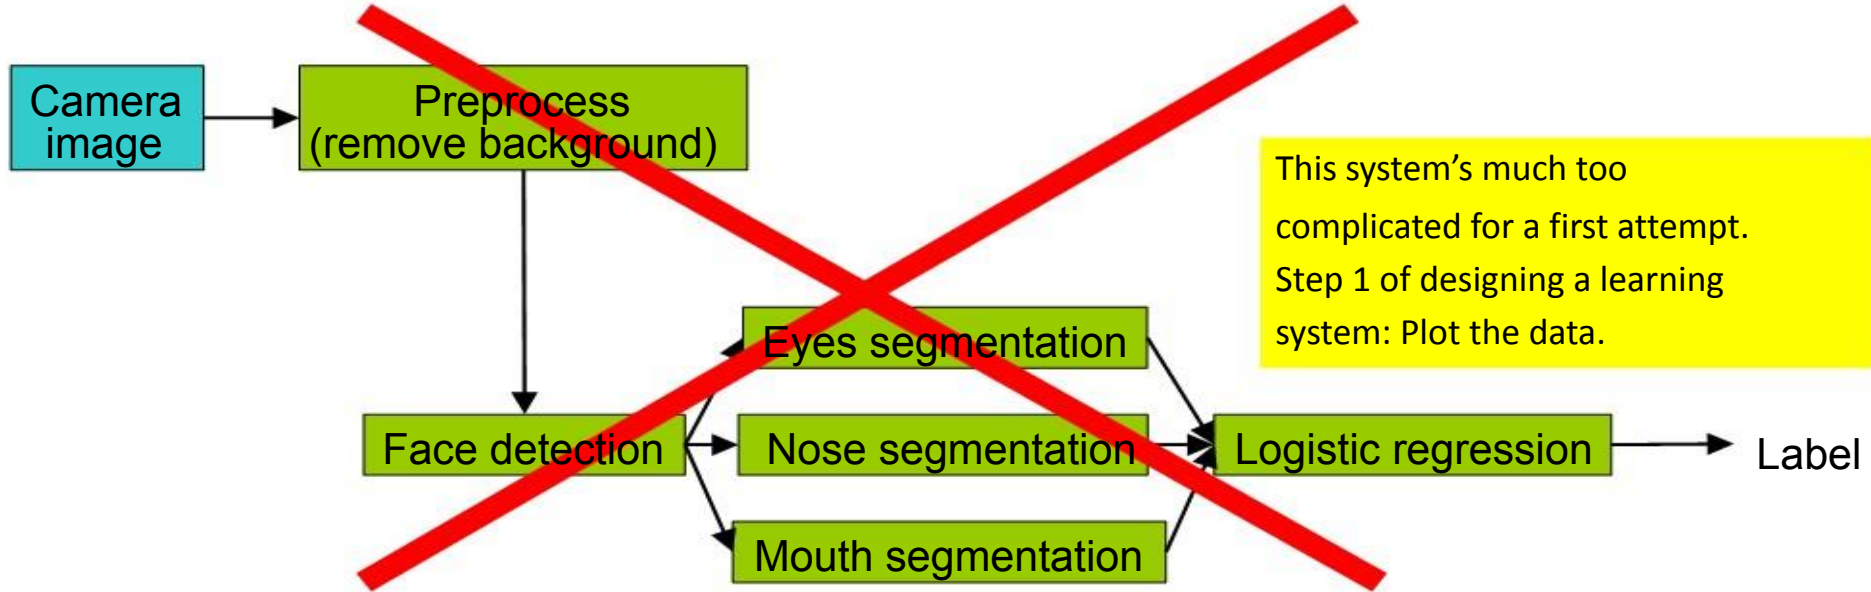 Camera
image
Preprocess
(remove background)
This system’s much too
complicated for a first attempt.
Step 1 of designing a learning
system: Plot the data.
Eyes segmentation
Face detection
Nose segmentation
Logistic regression
Label
Mouth segmentation